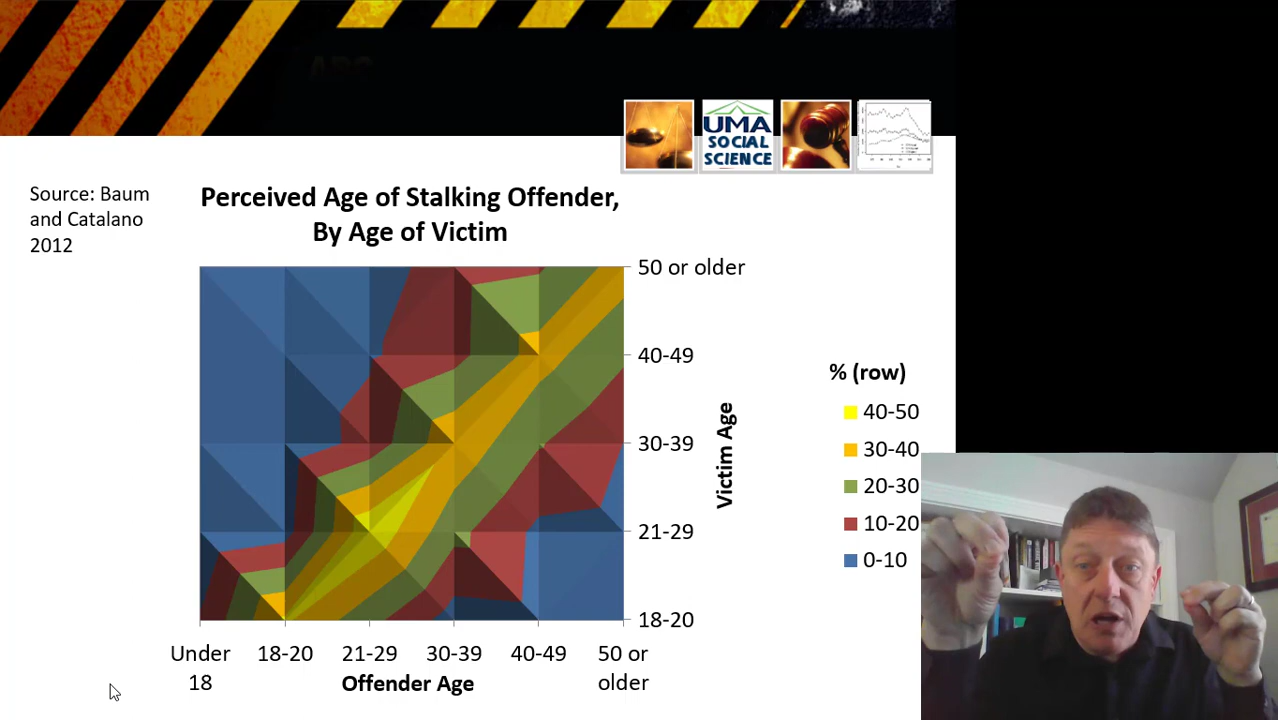 UMA
SOCIAL
SCIENCE
Source: Baum
and Catalano
2012
Perceived Age of Stalking Offender,
By Age of Victim
50 or older
40-49
30-39
21-29
18-20
Victim Age
% (row)
40-50
30-40
20-30
10-20
0-10
Under
18
18-20
21-29
30-39
40-49
50 or
older
Offender Age